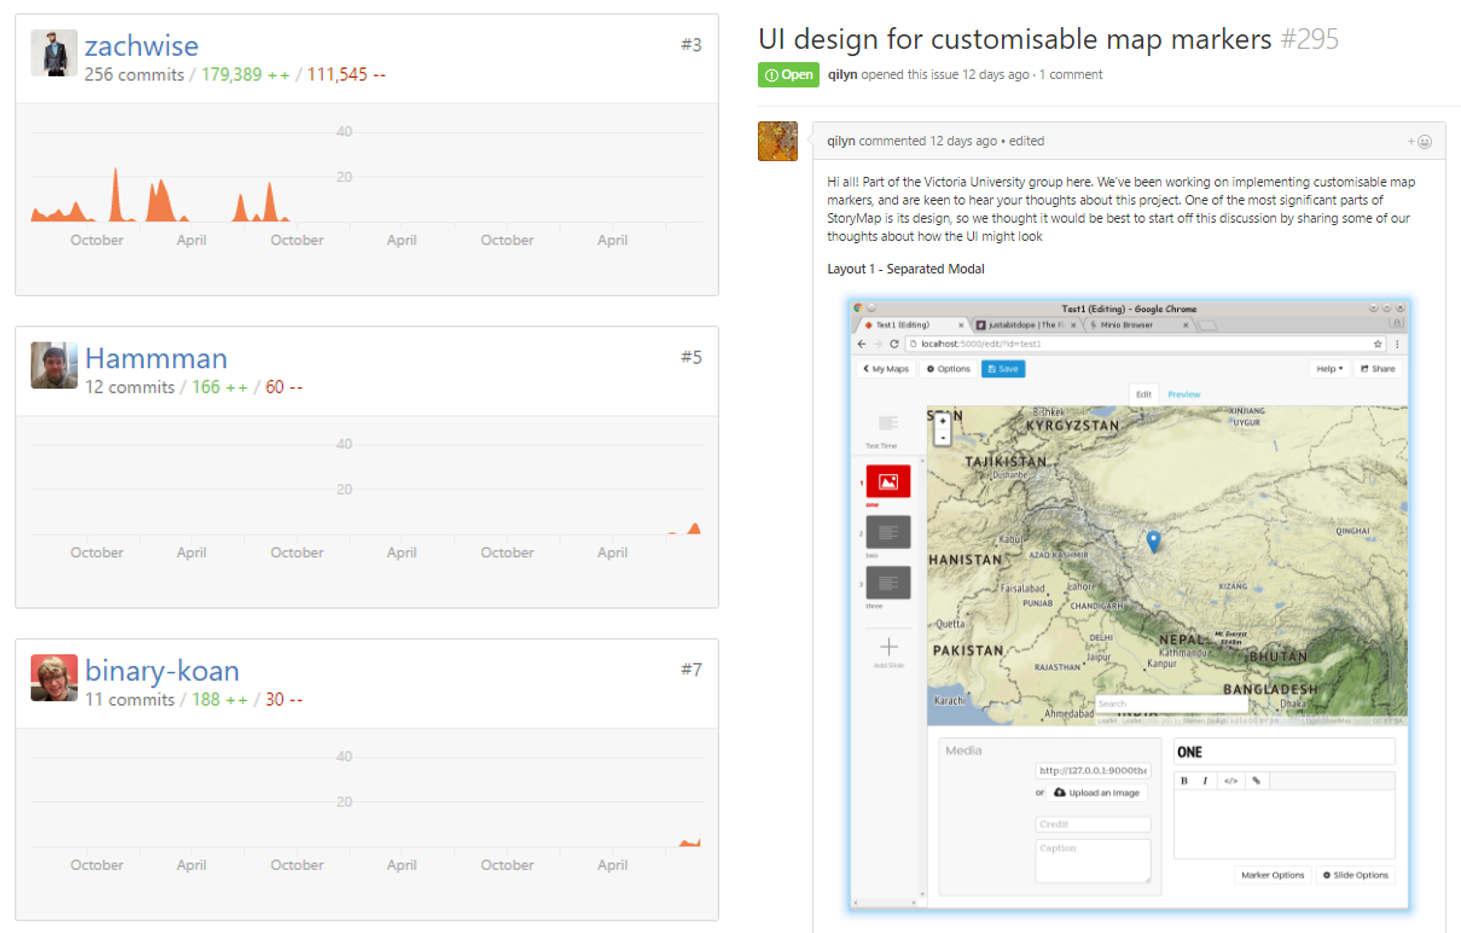 zachwise
#3
256 commits / 179,389 ++ / 111,545 --
40
20
October April October April October April
Hammman
#5
12 commits / 166 ++ / 60 --
40
20
October April October April October April
binary-koan
#7
11 commits / 188 ++ / 30 --
40
20
October April October April October April
UI design for customisable map markers #295
Open qilyn opened this issue 12 days ago · 1 comment
qilyn commented 12 days ago • edited
Hi all! Part of the Victoria University group here. We've been working on implementing customisable map
markers, and are keen to hear your thoughts about this project. One of the most significant parts of
StoryMap is its design, so we thought it would be best to start off this discussion by sharing some of our
thoughts about how the UI might look
Layout 1 - Separated Modal
Test1 (Editing) - Google Chrome
Test1 (Editing) x justabitdope | The Fl x Minio Browser x
localhost:5000/edit/?id=test1
My Maps Options Save Help Share
Edit Preview
Test Time
1
one
2
two
3
three
Add Slide
+
-
Bishkek
KYRGYZSTAN
XINJIANG
UYGUR
TAJIKISTAN
Dushanbe
QINGHAI
Kabul
AZAD KASHMIR
HANISTAN
Faisalabad
Lahore
XIZANG
PUNJAB
CHANDIGARH
Quetta
DELHI
NEPAL
Mt. Everest
8848m
PAKISTAN
Jaipur
Kathmandu
BHUTAN
RAJASTHAN
Kanpur
BANGLADESH
Karachi
Dhaka
Ahmedabad
INDIA
Search
Media
http://127.0.0.1:9000the
or Upload an Image
Credit
Caption
ONE
B I </>
Marker Options Slide Options